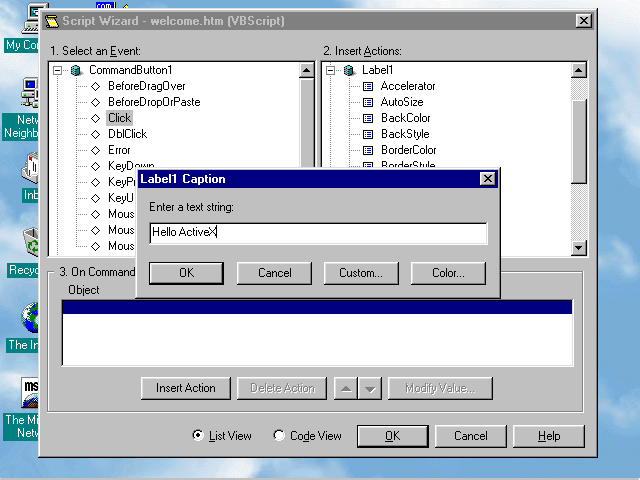 Script Wizard - welcome.htm (VBScript)
My Co
Netw
Neighb
Inb
Recyc
The In
The Mi
Netw
ms
1. Select an Event:
CommandButton1
BeforeDragOver
BeforeDropOrPaste
Click
DblClick
Error
KeyDown
KeyPr
KeyU
Mous
Mous
Mous
2. Insert Actions:
Label1
Accelerator
AutoSize
BackColor
BackStyle
BorderColor
BorderStyle
Label1 Caption
Enter a text string:
Hello ActiveX
OK
Cancel
Custom...
Color...
3. On Command
Object
Insert Action
Delete Action
Modify Value...
List View
Code View
OK
Cancel
Help